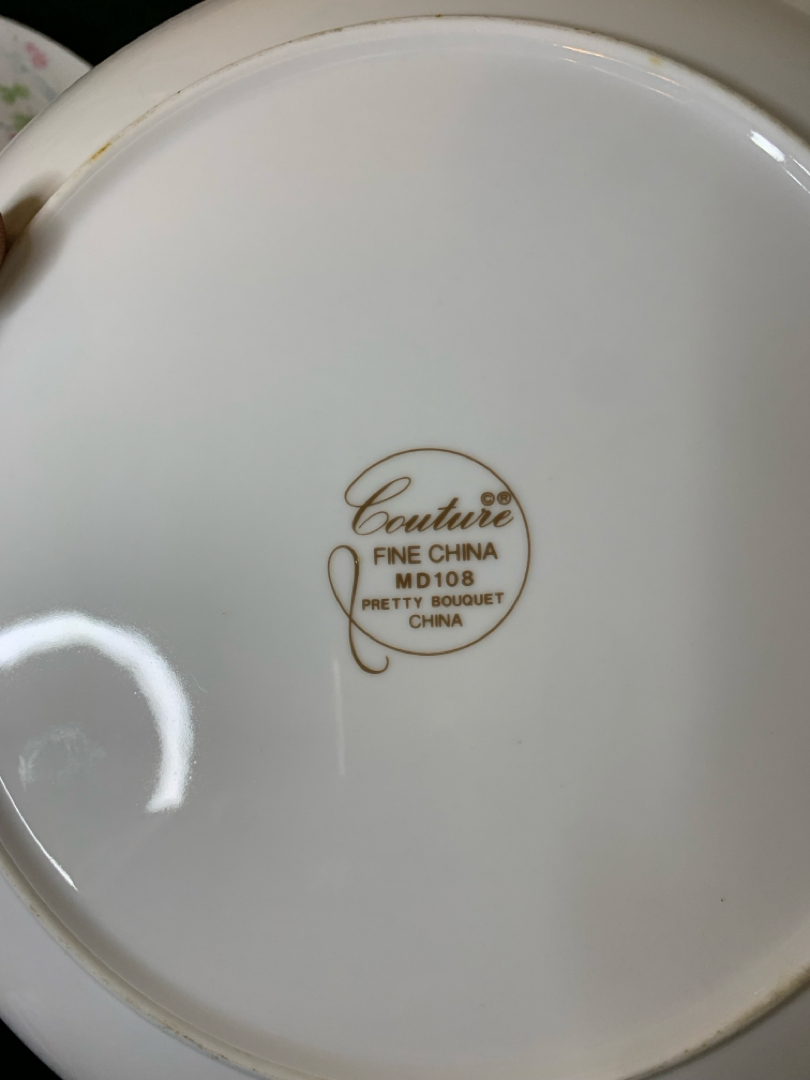 Couture ©®
FINE CHINA
MD108
PRETTY BOUQUET
CHINA